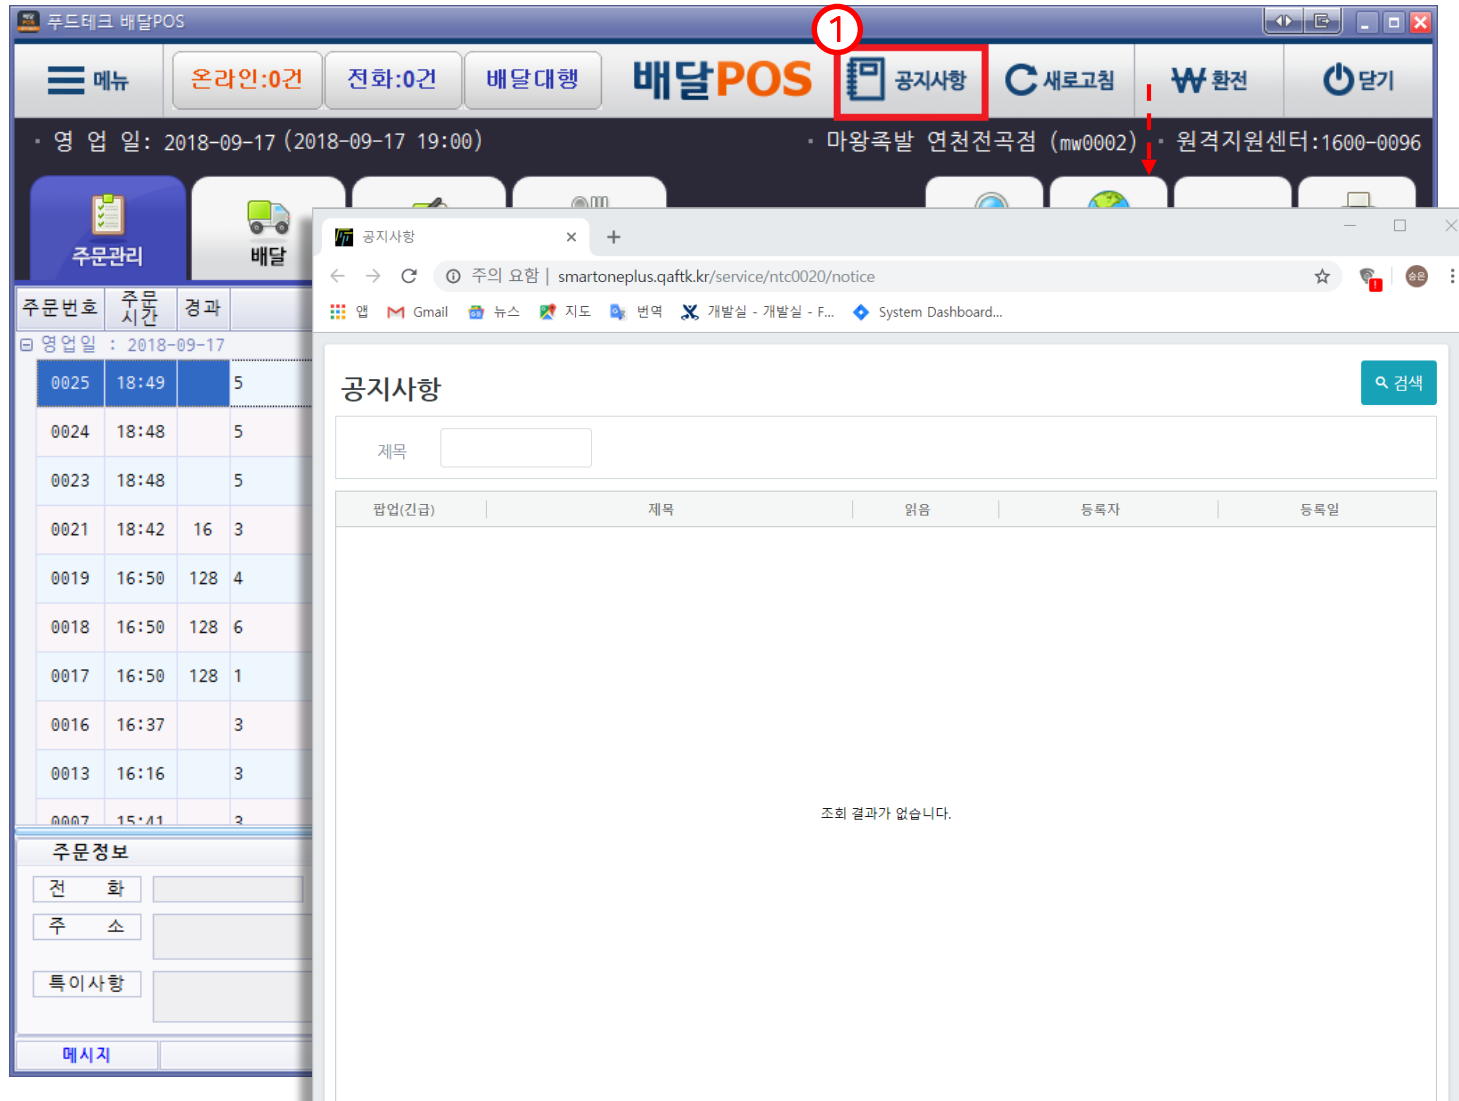 푸드테크 배달POS
1
메뉴
온라인:0건
전화:0건
배달대행
배달POS
공지사항
새로고침
환전
닫기
영 업 일: 2018-09-17 (2018-09-17 19:00)
마왕족발 연천전곡점 (mw0002)
원격지원센터:1600-0096
주문관리
배달
공지사항
주의 요함 | smartoneplus.qaftk.kr/service/ntc0020/notice
승은
앱 Gmail 뉴스 지도 번역 개발실 - 개발실 - F... System Dashboard...
주문번호 주문시간 경과
영업일 : 2018-09-17
0025 18:49 5
0024 18:48 5
0023 18:48 5
0021 18:42 16 3
0019 16:50 128 4
0018 16:50 128 6
0017 16:50 128 1
0016 16:37 3
0013 16:16 3
0007 15:41 3
주문정보
전 화
주 소
특이사항
메시지
공지사항
검색
제목
팝업(긴급) 제목 읽음 등록자 등록일
조회 결과가 없습니다.